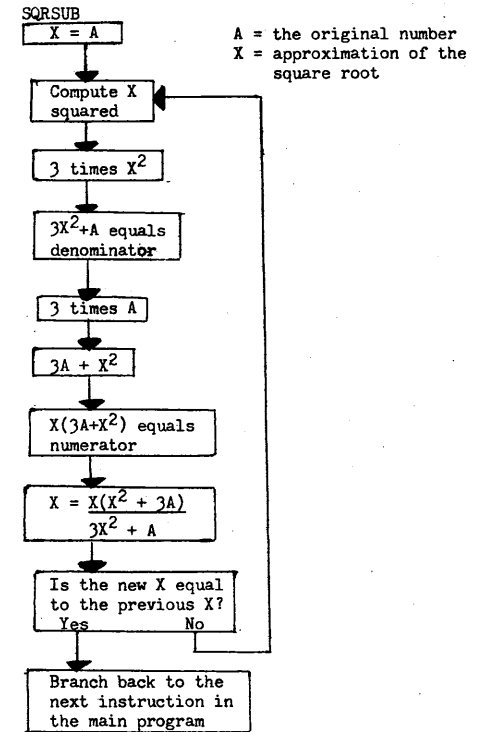 SQRSUB
X = A
A = the original number
X = approximation of the
square root
Compute X
squared
3 times X²
3X²+A equals
denominator
3 times A
3A + X²
X(3A+X²) equals
numerator
X = X(X² + 3A)
3X² + A
Is the new X equal
to the previous X?
Yes No
Branch back to the
next instruction in
the main program